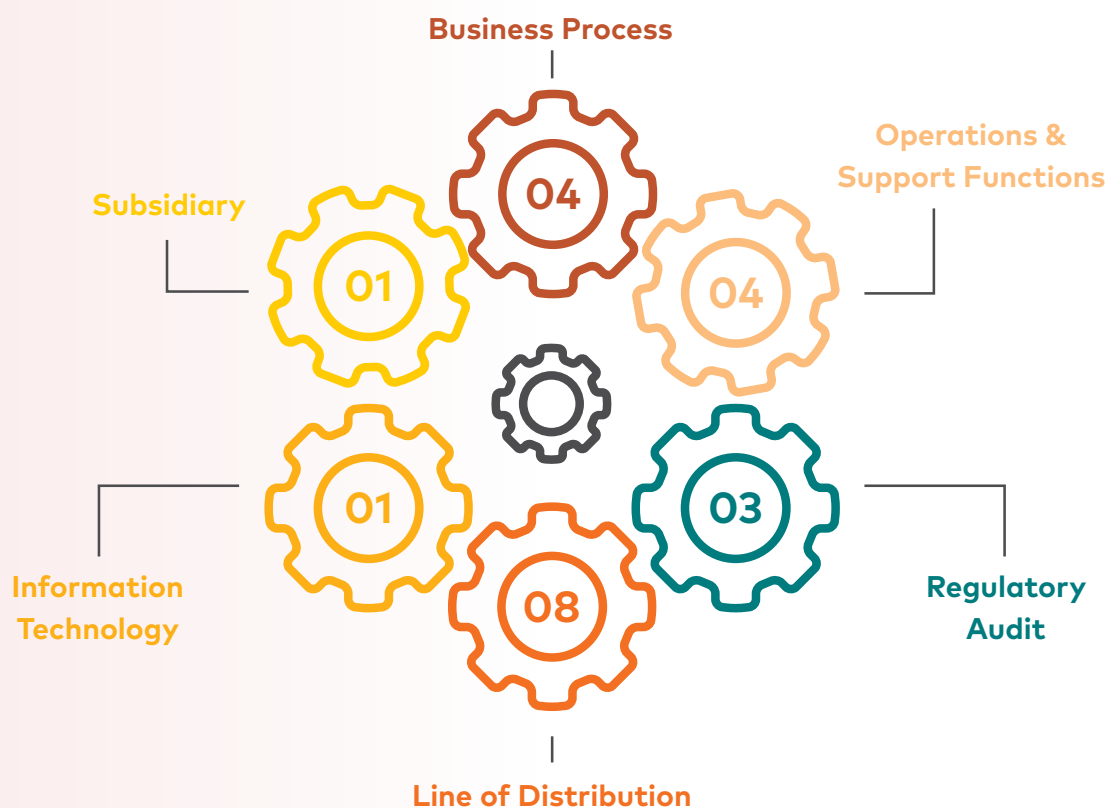 Business Process
04
Operations &
Support Functions
04
Subsidiary
01
Information
Technology
01
08
Line of Distribution
03
Regulatory
Audit